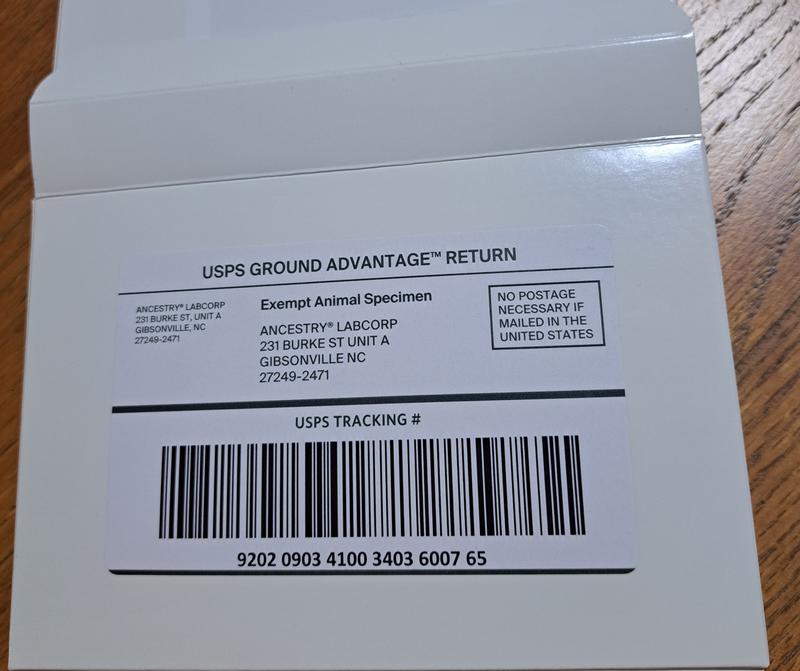 USPS GROUND ADVANTAGE™ RETURN
ANCESTRY® LABCORP
231 BURKE ST, UNIT A
GIBSONVILLE, NC
27249-2471
Exempt Animal Specimen
ANCESTRY® LABCORP
231 BURKE ST UNIT A
GIBSONVILLE NC
27249-2471
NO POSTAGE
NECESSARY IF
MAILED IN THE
UNITED STATES
USPS TRACKING #
9202 0903 4100 3403 6007 65